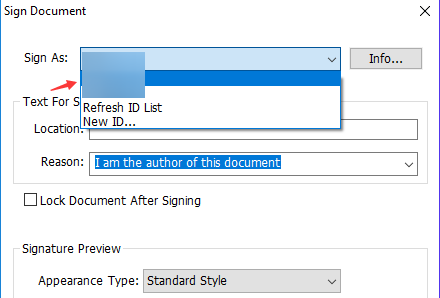 Sign Document
Sign As:
Info...
Refresh ID List
New ID...
Text For S
Location:
Reason: I am the author of this document
Lock Document After Signing
Signature Preview
Appearance Type: Standard Style